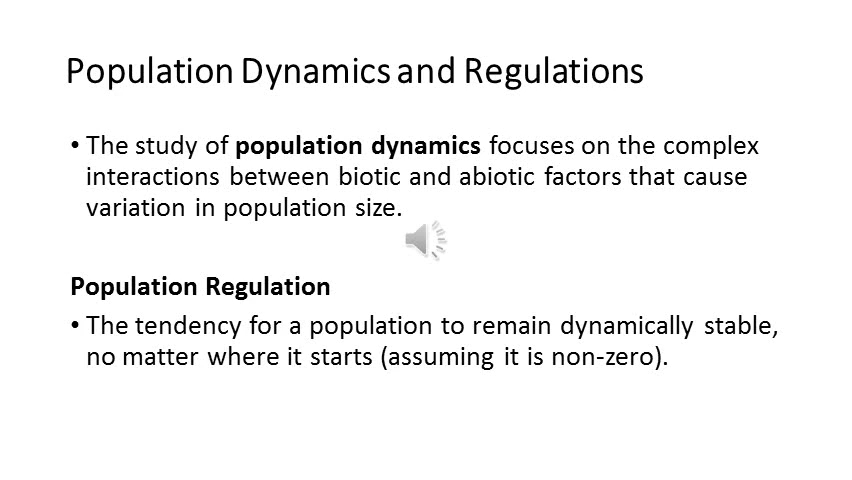 Population Dynamics and Regulations
• The study of population dynamics focuses on the complex
interactions between biotic and abiotic factors that cause
variation in population size.
Population Regulation
• The tendency for a population to remain dynamically stable,
no matter where it starts (assuming it is non-zero).